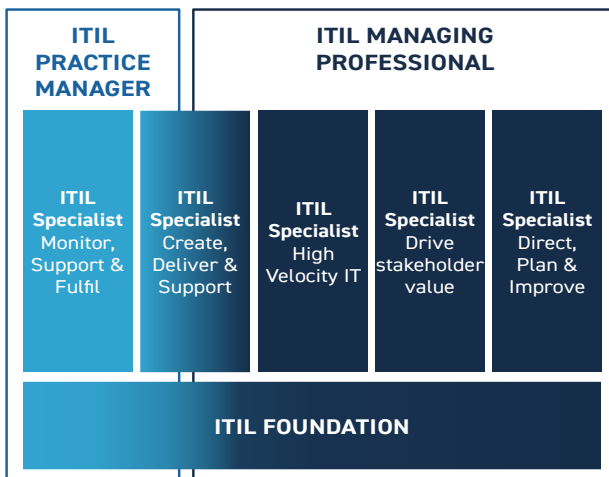 ITIL
PRACTICE
MANAGER
ITIL MANAGING
PROFESSIONAL
ITIL
Specialist
Monitor,
Support &
Fulfil
ITIL
Specialist
Create,
Deliver &
Support
ITIL
Specialist
High
Velocity IT
ITIL
Specialist
Drive
stakeholder
value
ITIL
Specialist
Direct,
Plan &
Improve
ITIL FOUNDATION